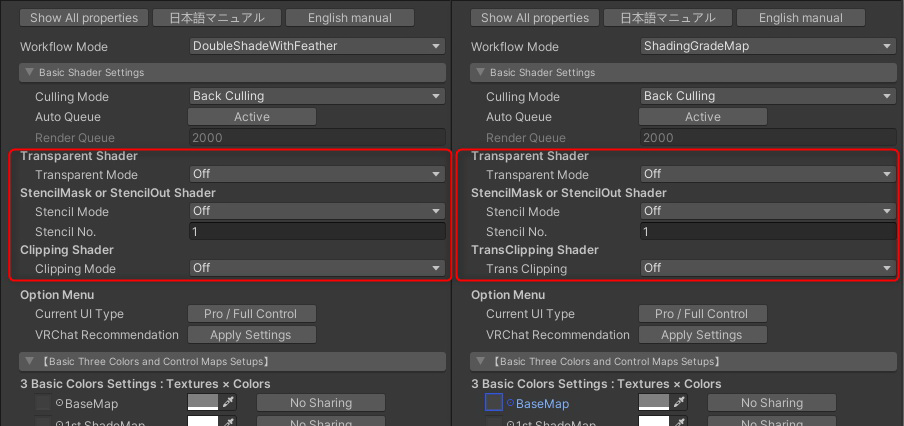 Show All properties 日本語マニュアル English manual
Workflow Mode DoubleShadeWithFeather
Basic Shader Settings
Culling Mode Back Culling
Auto Queue Active
Render Queue 2000
Transparent Shader
Transparent Mode Off
StencilMask or StencilOut Shader
Stencil Mode Off
Stencil No. 1
Clipping Shader
Clipping Mode Off
Option Menu
Current UI Type Pro / Full Control
VRChat Recommendation Apply Settings
【Basic Three Colors and Control Maps Setups】
3 Basic Colors Settings : Textures × Colors
BaseMap No Sharing
1st ShadeMap No Sharing
Show All properties 日本語マニュアル English manual
Workflow Mode ShadingGradeMap
Basic Shader Settings
Culling Mode Back Culling
Auto Queue Active
Render Queue 2000
Transparent Shader
Transparent Mode Off
StencilMask or StencilOut Shader
Stencil Mode Off
Stencil No. 1
TransClipping Shader
Trans Clipping Off
Option Menu
Current UI Type Pro / Full Control
VRChat Recommendation Apply Settings
【Basic Three Colors and Control Maps Setups】
3 Basic Colors Settings : Textures × Colors
BaseMap No Sharing
1st ShadeMap No Sharing